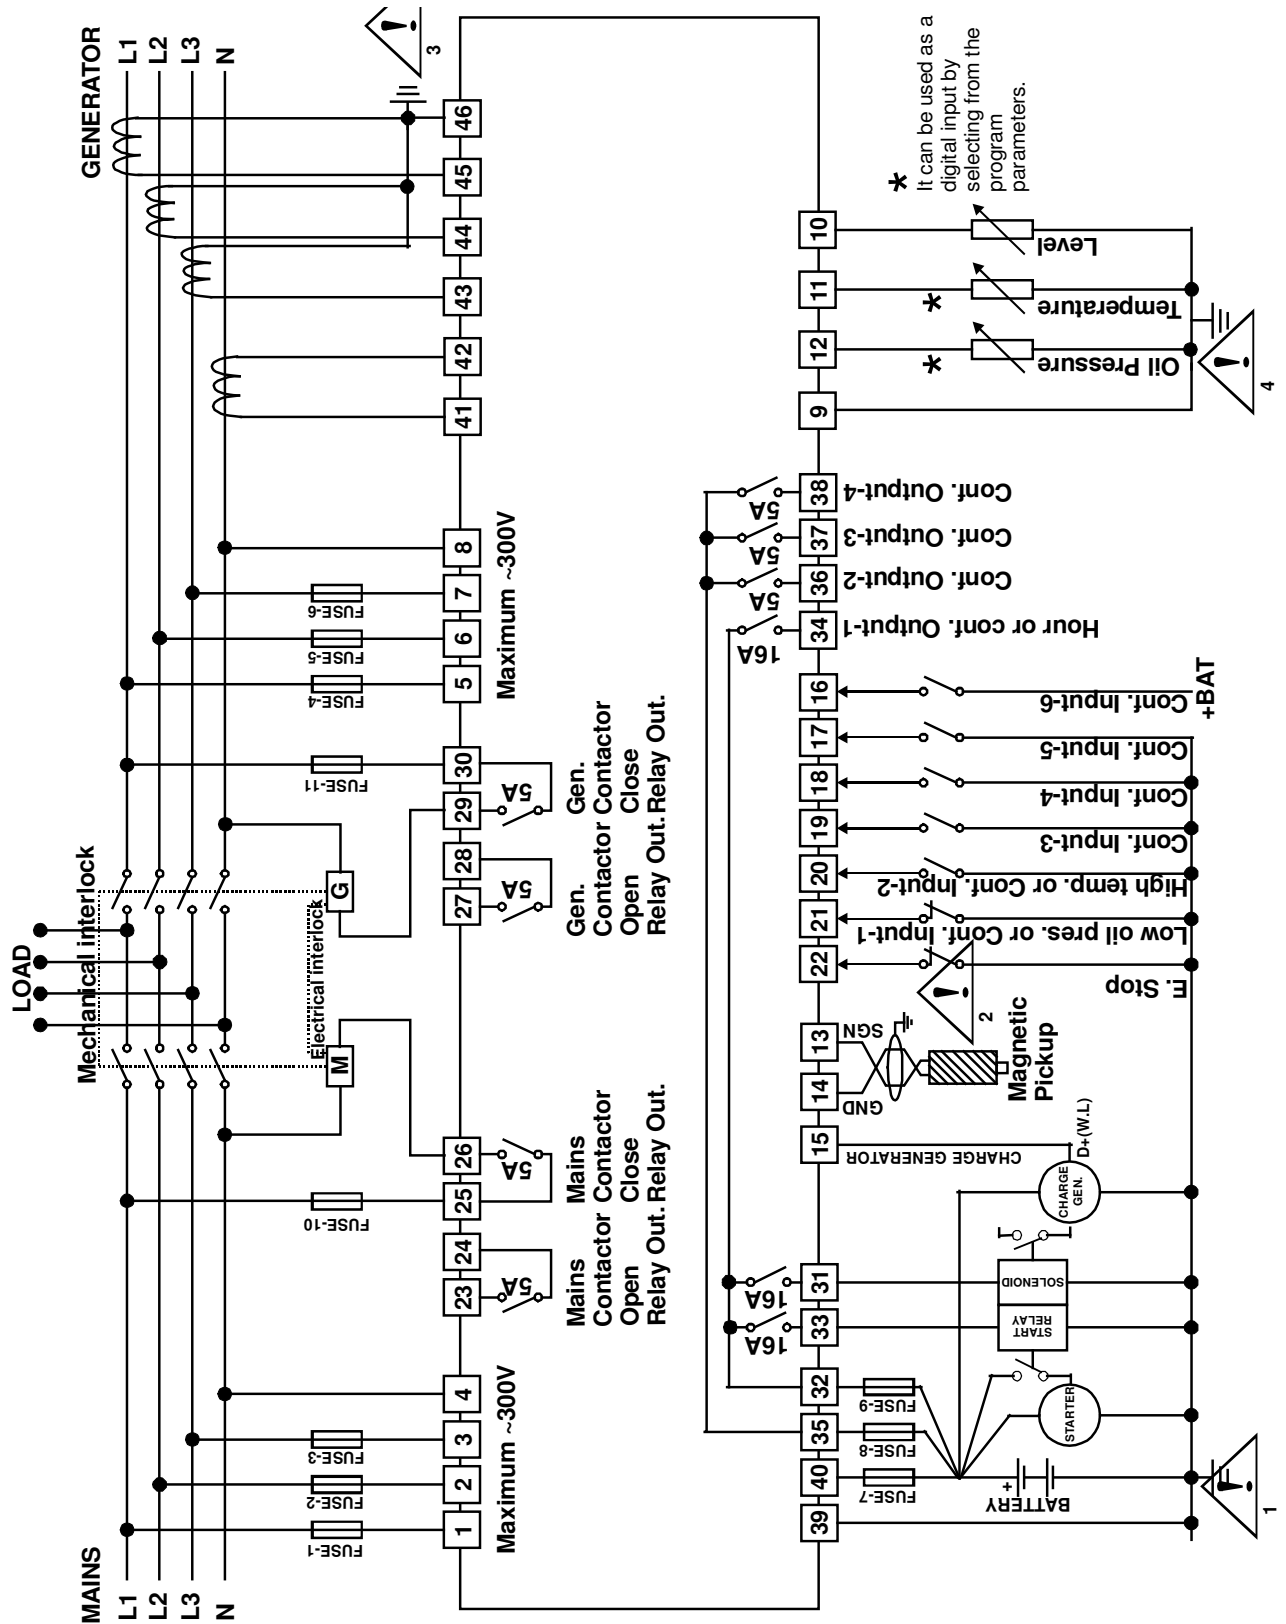 MAINS
L1
L2
L3
N
LOAD
GENERATOR
L1
L2
L3
N
Mechanical interlock
Electrical interlock
M
G
FUSE-1
FUSE-2
FUSE-3
FUSE-10
FUSE-11
FUSE-4
FUSE-5
FUSE-6
3
1
2
3
4
23
24
25
26
27
28
29
30
5
6
7
8
41
42
43
44
45
46
5A
5A
5A
5A
Maximum ~300V
Mains
Contactor
Open
Relay Out.
Mains
Contactor
Close
Relay Out.
Gen.
Contactor
Open
Relay Out.
Gen.
Contactor
Close
Relay Out.
Maximum ~300V
16A
16A
16A
5A
5A
5A
39
40
35
32
33
31
15
14
13
22
21
20
19
18
17
16
34
36
37
38
9
12
11
10
FUSE-7
FUSE-8
FUSE-9
+
BATTERY
STARTER
START
RELAY
SOLENOID
CHARGE
GEN.
D+(W.L)
CHARGE GENERATOR
GND
SGN
Magnetic
Pickup
2
E. Stop
Low oil pres. or Conf. Input-1
High temp. or Conf. Input-2
Conf. Input-3
Conf. Input-4
Conf. Input-5
Conf. Input-6
+BAT
Hour or conf. Output-1
Conf. Output-2
Conf. Output-3
Conf. Output-4
* Oil Pressure
* Temperature
Level
*
It can be used as a
digital input by
selecting from the
program
parameters.
1
4